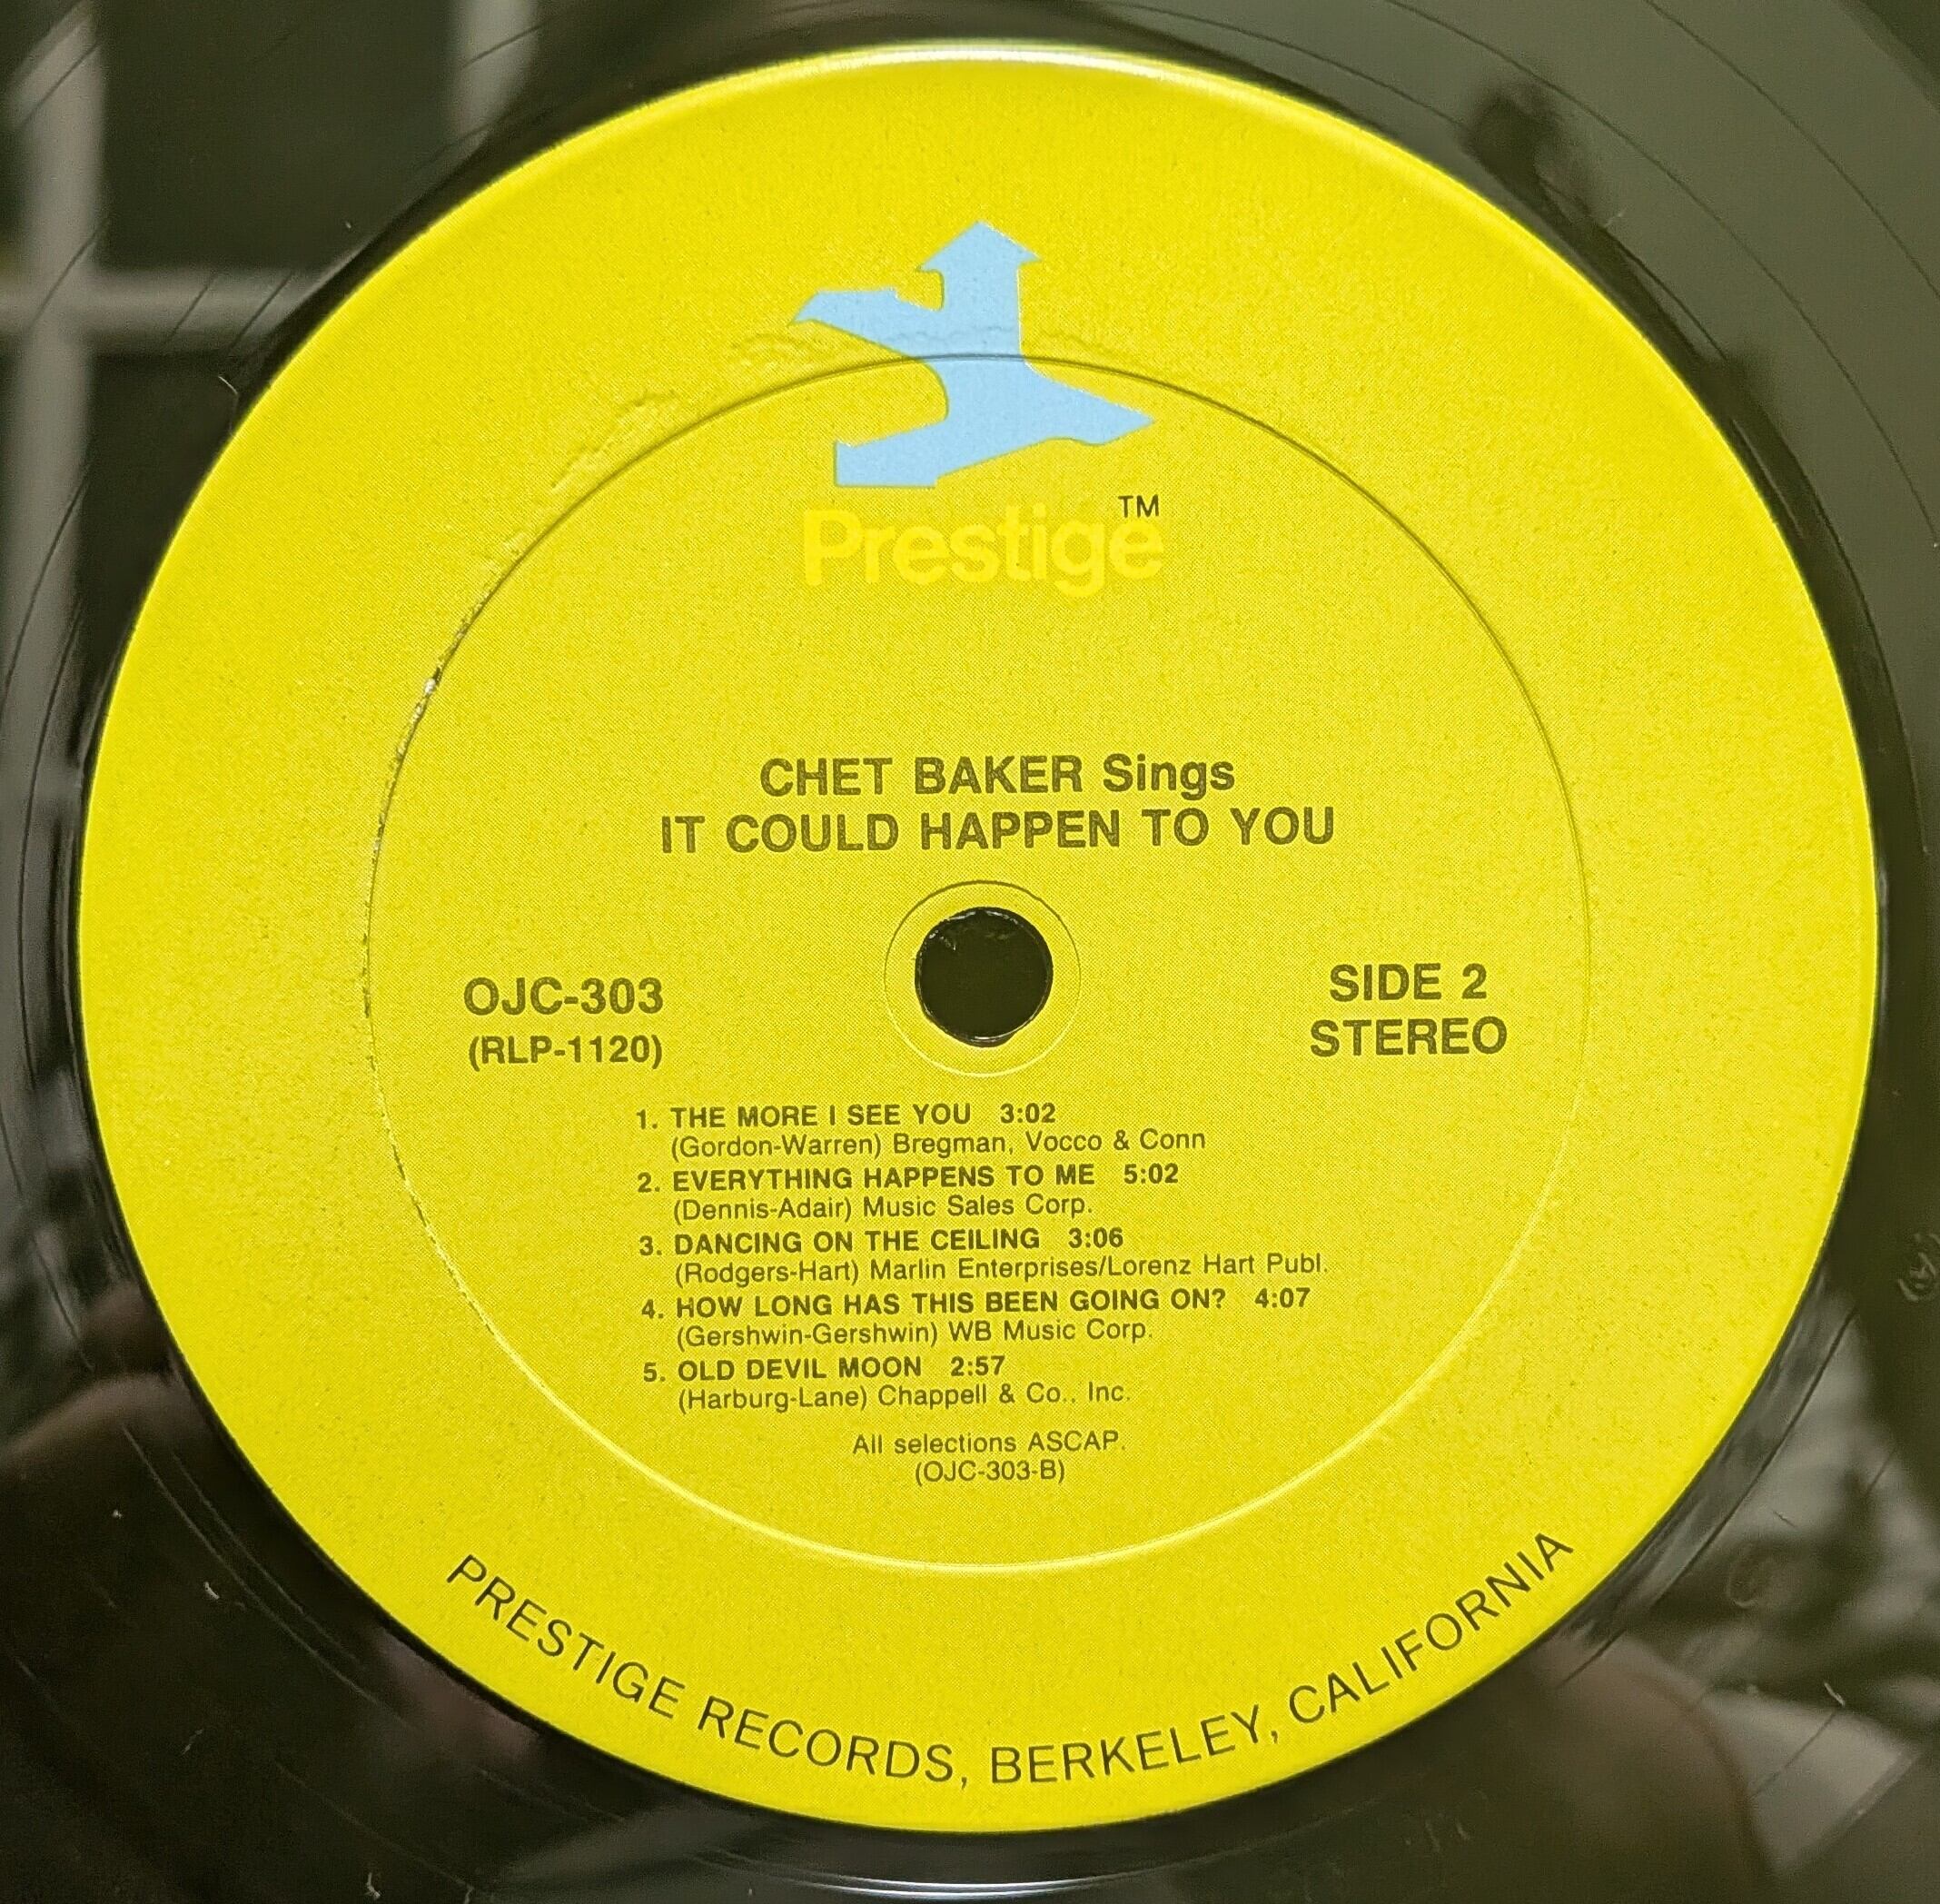 Prestige TM
CHET BAKER Sings
IT COULD HAPPEN TO YOU
OJC-303
(RLP-1120)
SIDE 2
STEREO
1. THE MORE I SEE YOU 3:02
(Gordon-Warren) Bregman, Vocco & Conn
2. EVERYTHING HAPPENS TO ME 5:02
(Dennis-Adair) Music Sales Corp.
3. DANCING ON THE CEILING 3:06
(Rodgers-Hart) Marlin Enterprises/Lorenz Hart Publ.
4. HOW LONG HAS THIS BEEN GOING ON? 4:07
(Gershwin-Gershwin) WB Music Corp.
5. OLD DEVIL MOON 2:57
(Harburg-Lane) Chappell & Co., Inc.
All selections ASCAP.
(OJC-303-B)
PRESTIGE RECORDS, BERKELEY, CALIFORNIA